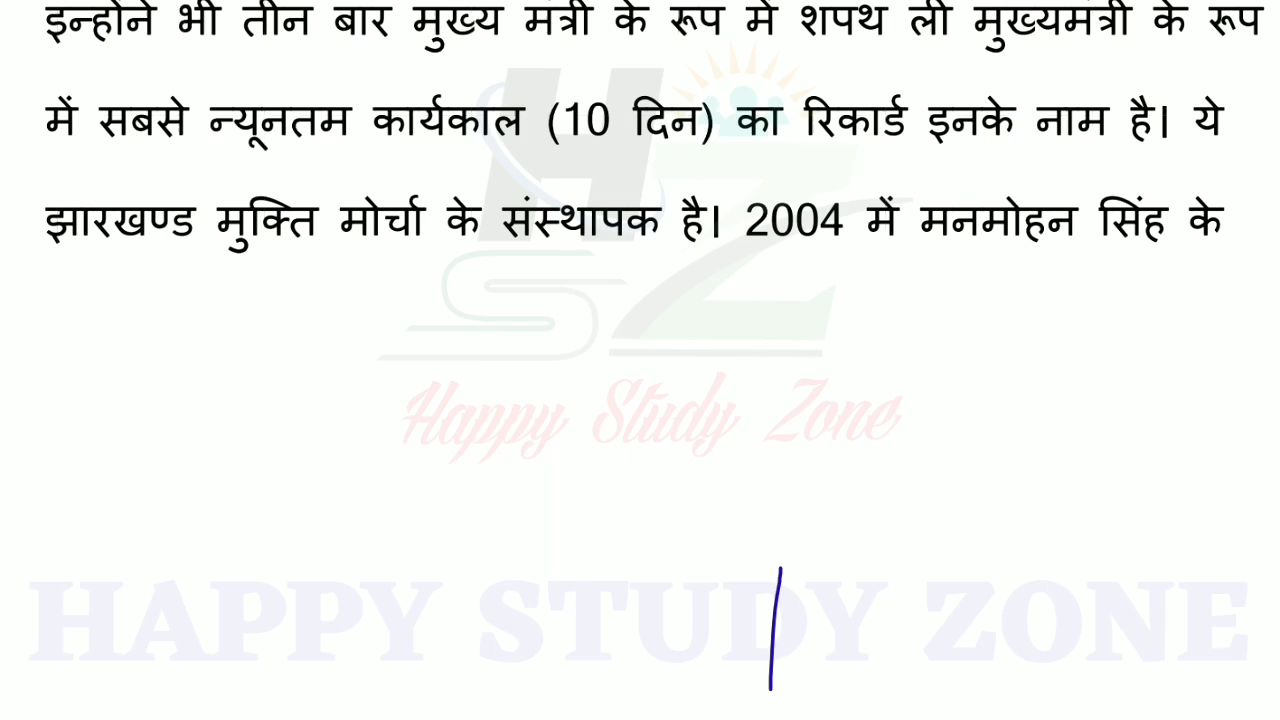 इन्होंने भी तीन बार मुख्य मंत्री के रूप में शपथ ली मुख्यमंत्री के रूप
में सबसे न्यूनतम कार्यकाल (10 दिन) का रिकार्ड इनके नाम है। ये
झारखण्ड मुक्ति मोर्चा के संस्थापक है। 2004 में मनमोहन सिंह के
HZ
S
Happy Study Zone
HAPPY STUDY ZONE